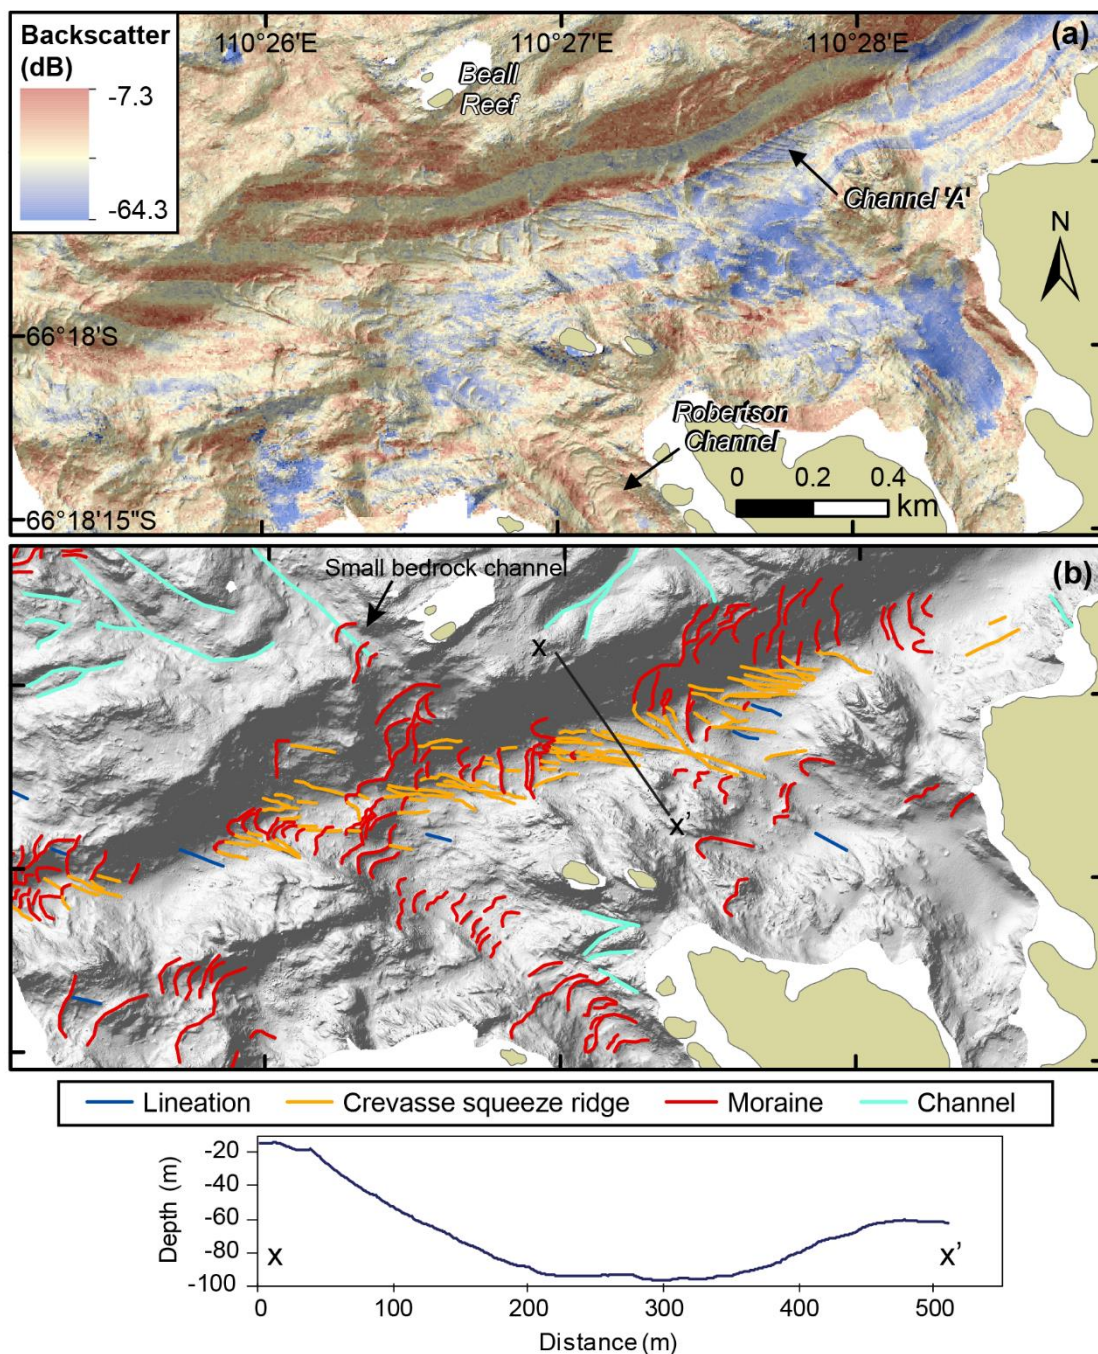 Backscatter
(dB)
-7.3
-64.3
110°26'E
110°27'E
110°28'E
(a)
Beall
Reef
Channel 'A'
N
66°18'S
Robertson
Channel
0 0.2 0.4
km
66°18'15"S
(b)
Small bedrock channel
x
x'
Lineation
Crevasse squeeze ridge
Moraine
Channel
Depth (m)
-20
-40
-60
-80
-100
x
x'
0 100 200 300 400 500
Distance (m)